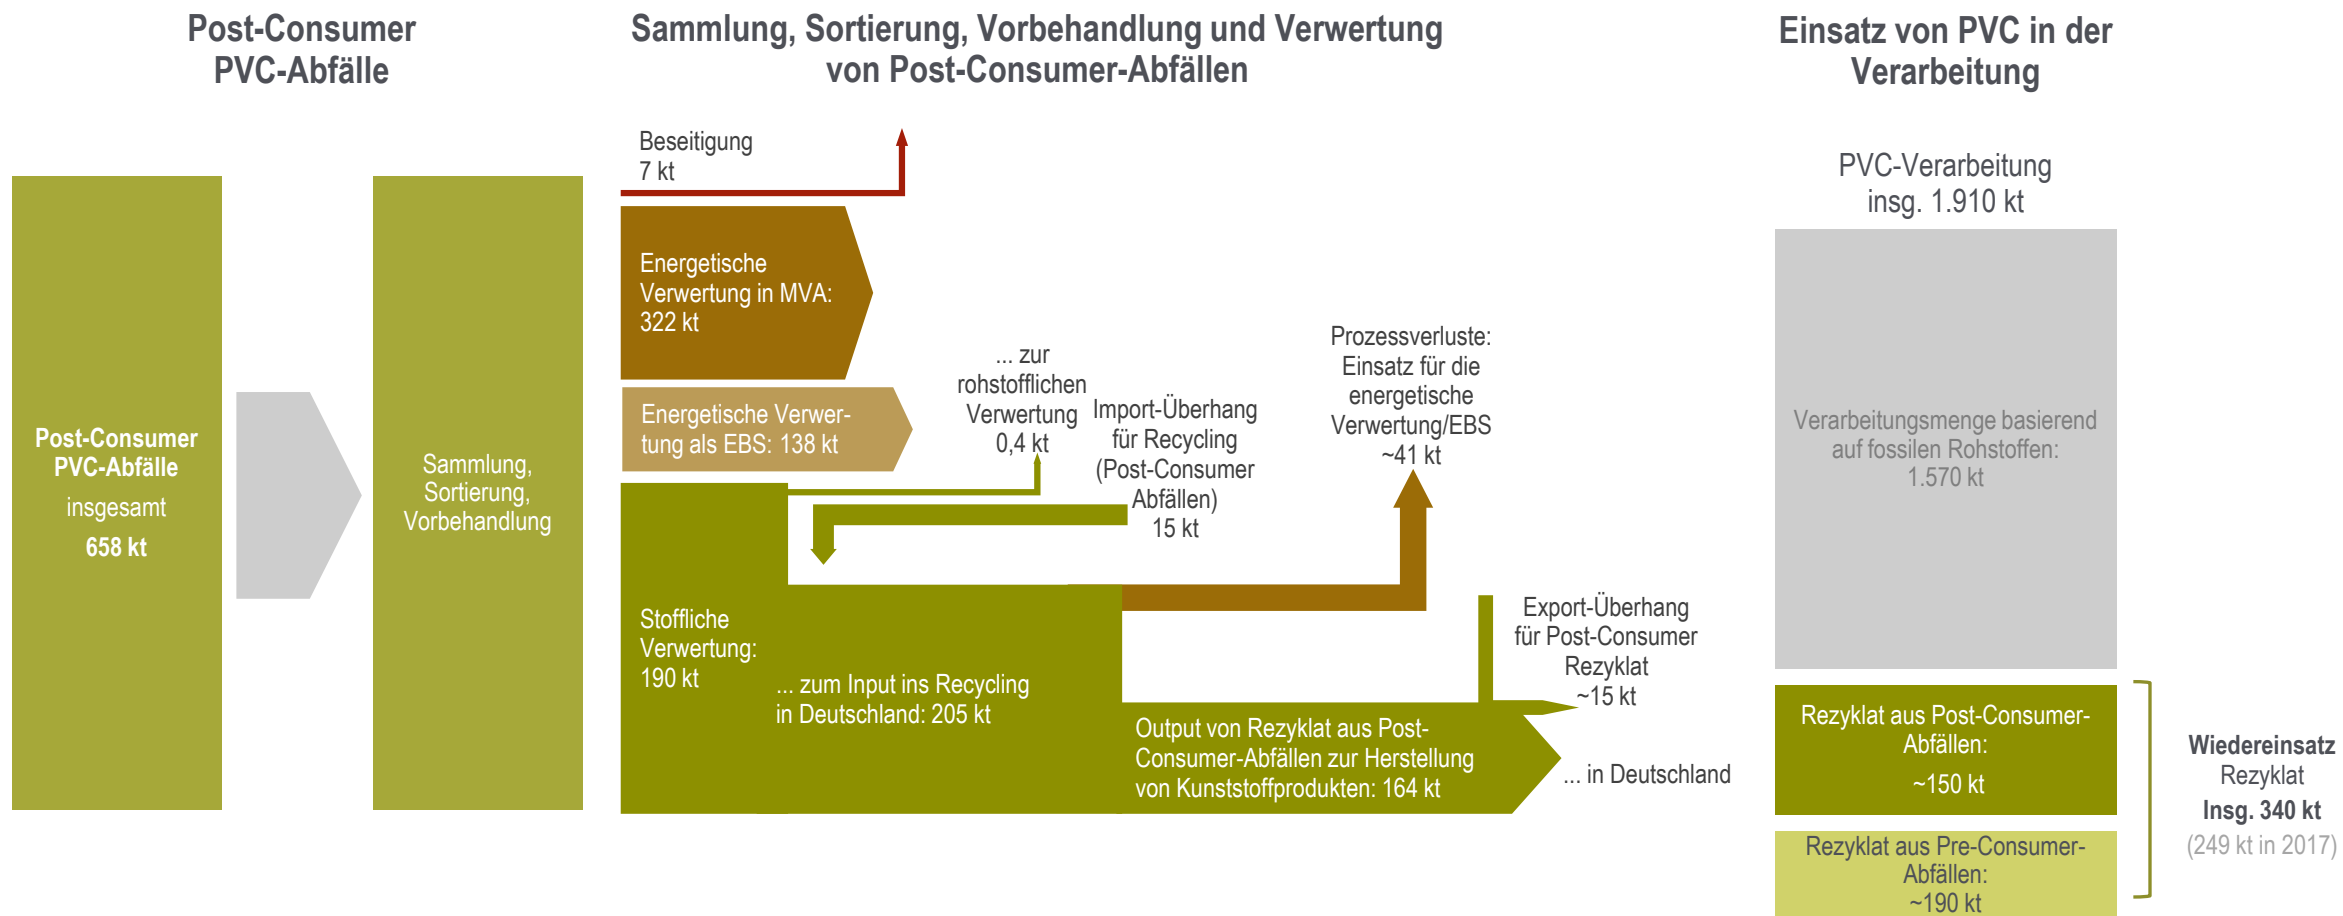 Post-Consumer
PVC-Abfälle
Sammlung, Sortierung, Vorbehandlung und Verwertung
von Post-Consumer-Abfällen
Einsatz von PVC in der
Verarbeitung
Post-Consumer
PVC-Abfälle
insgesamt
658 kt
Sammlung,
Sortierung,
Vorbehandlung
Beseitigung
7 kt
Energetische
Verwertung in MVA:
322 kt
Energetische Verwer-
tung als EBS: 138 kt
Stoffliche
Verwertung:
190 kt
... zur
rohstofflichen
Verwertung
0,4 kt
Import-Überhang
für Recycling
(Post-Consumer
Abfällen)
15 kt
... zum Input ins Recycling
in Deutschland: 205 kt
Prozessverluste:
Einsatz für die
energetische
Verwertung/EBS
~41 kt
Output von Rezyklat aus Post-
Consumer-Abfällen zur Herstellung
von Kunststoffprodukten: 164 kt
Export-Überhang
für Post-Consumer
Rezyklat
~15 kt
... in Deutschland
PVC-Verarbeitung
insg. 1.910 kt
Verarbeitungsmenge basierend
auf fossilen Rohstoffen:
1.570 kt
Rezyklat aus Post-Consumer-
Abfällen:
~150 kt
Rezyklat aus Pre-Consumer-
Abfällen:
~190 kt
Wiedereinsatz
Rezyklat
Insg. 340 kt
(249 kt in 2017)